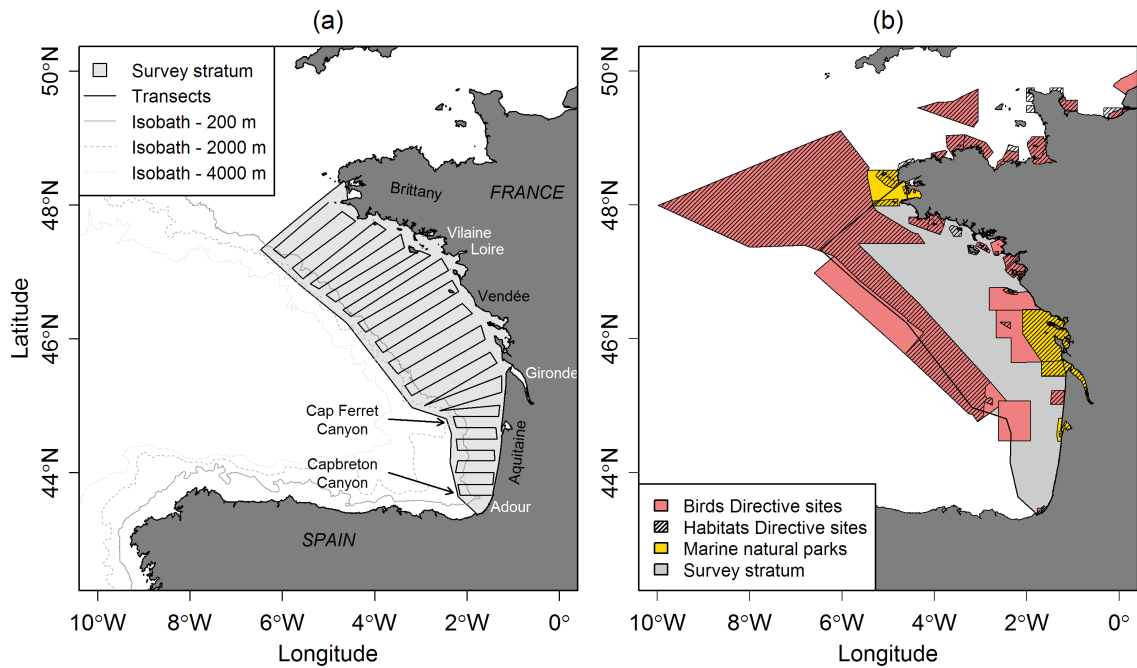 (a)
(b)
Survey stratum
Transects
Isobath - 200 m
Isobath - 2000 m
Isobath - 4000 m
Brittany
FRANCE
Vilaine
Loire
Vendée
Gironde
Cap Ferret
Canyon
Aquitaine
Capbreton
Canyon
Adour
SPAIN
50°N
48°N
46°N
44°N
Latitude
10°W 8°W 6°W 4°W 2°W 0°
Longitude
50°N
48°N
46°N
44°N
Birds Directive sites
Habitats Directive sites
Marine natural parks
Survey stratum
10°W 8°W 6°W 4°W 2°W 0°
Longitude